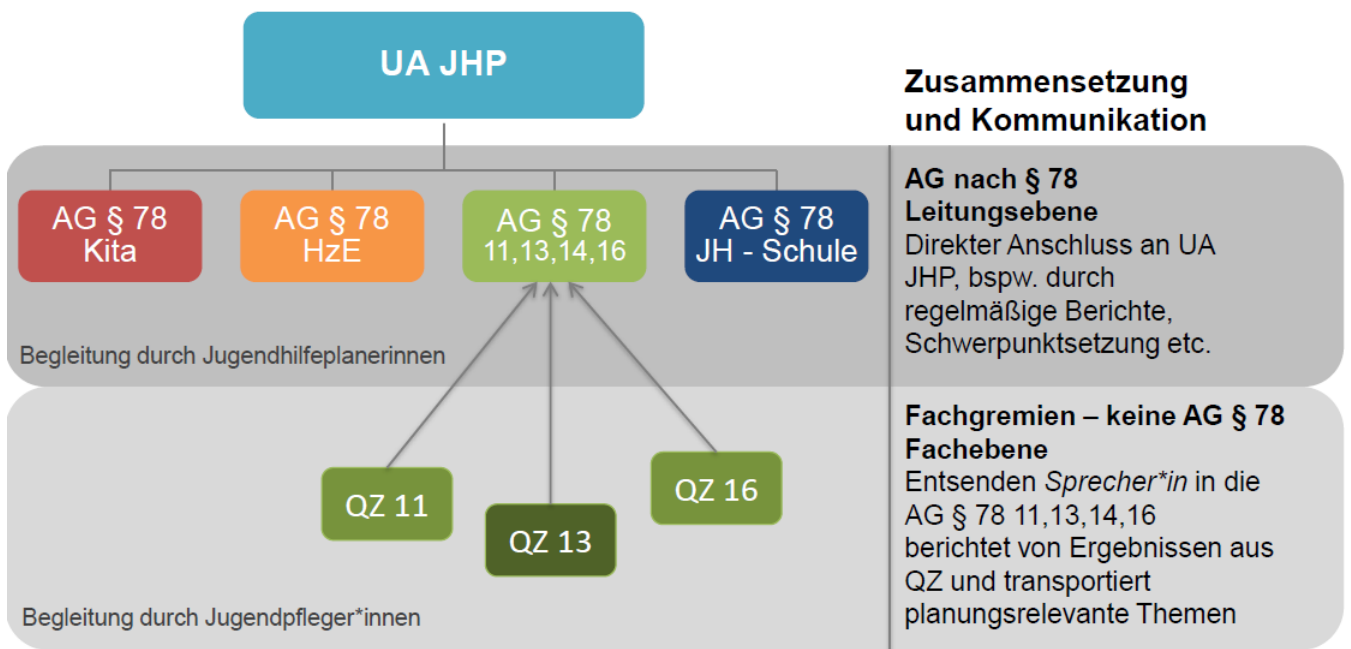 UA JHP
Zusammensetzung
und Kommunikation
AG § 78
Kita
AG § 78
HzE
AG § 78
11,13,14,16
AG § 78
JH - Schule
AG nach § 78
Leitungsebene
Direkter Anschluss an UA
JHP, bspw. durch
regelmäßige Berichte,
Schwerpunktsetzung etc.
Begleitung durch Jugendhilfeplanerinnen
QZ 11
QZ 13
QZ 16
Fachgremien – keine AG § 78
Fachebene
Entsenden Sprecher*in in die
AG § 78 11,13,14,16
berichtet von Ergebnissen aus
QZ und transportiert
planungsrelevante Themen
Begleitung durch Jugendpfleger*innen